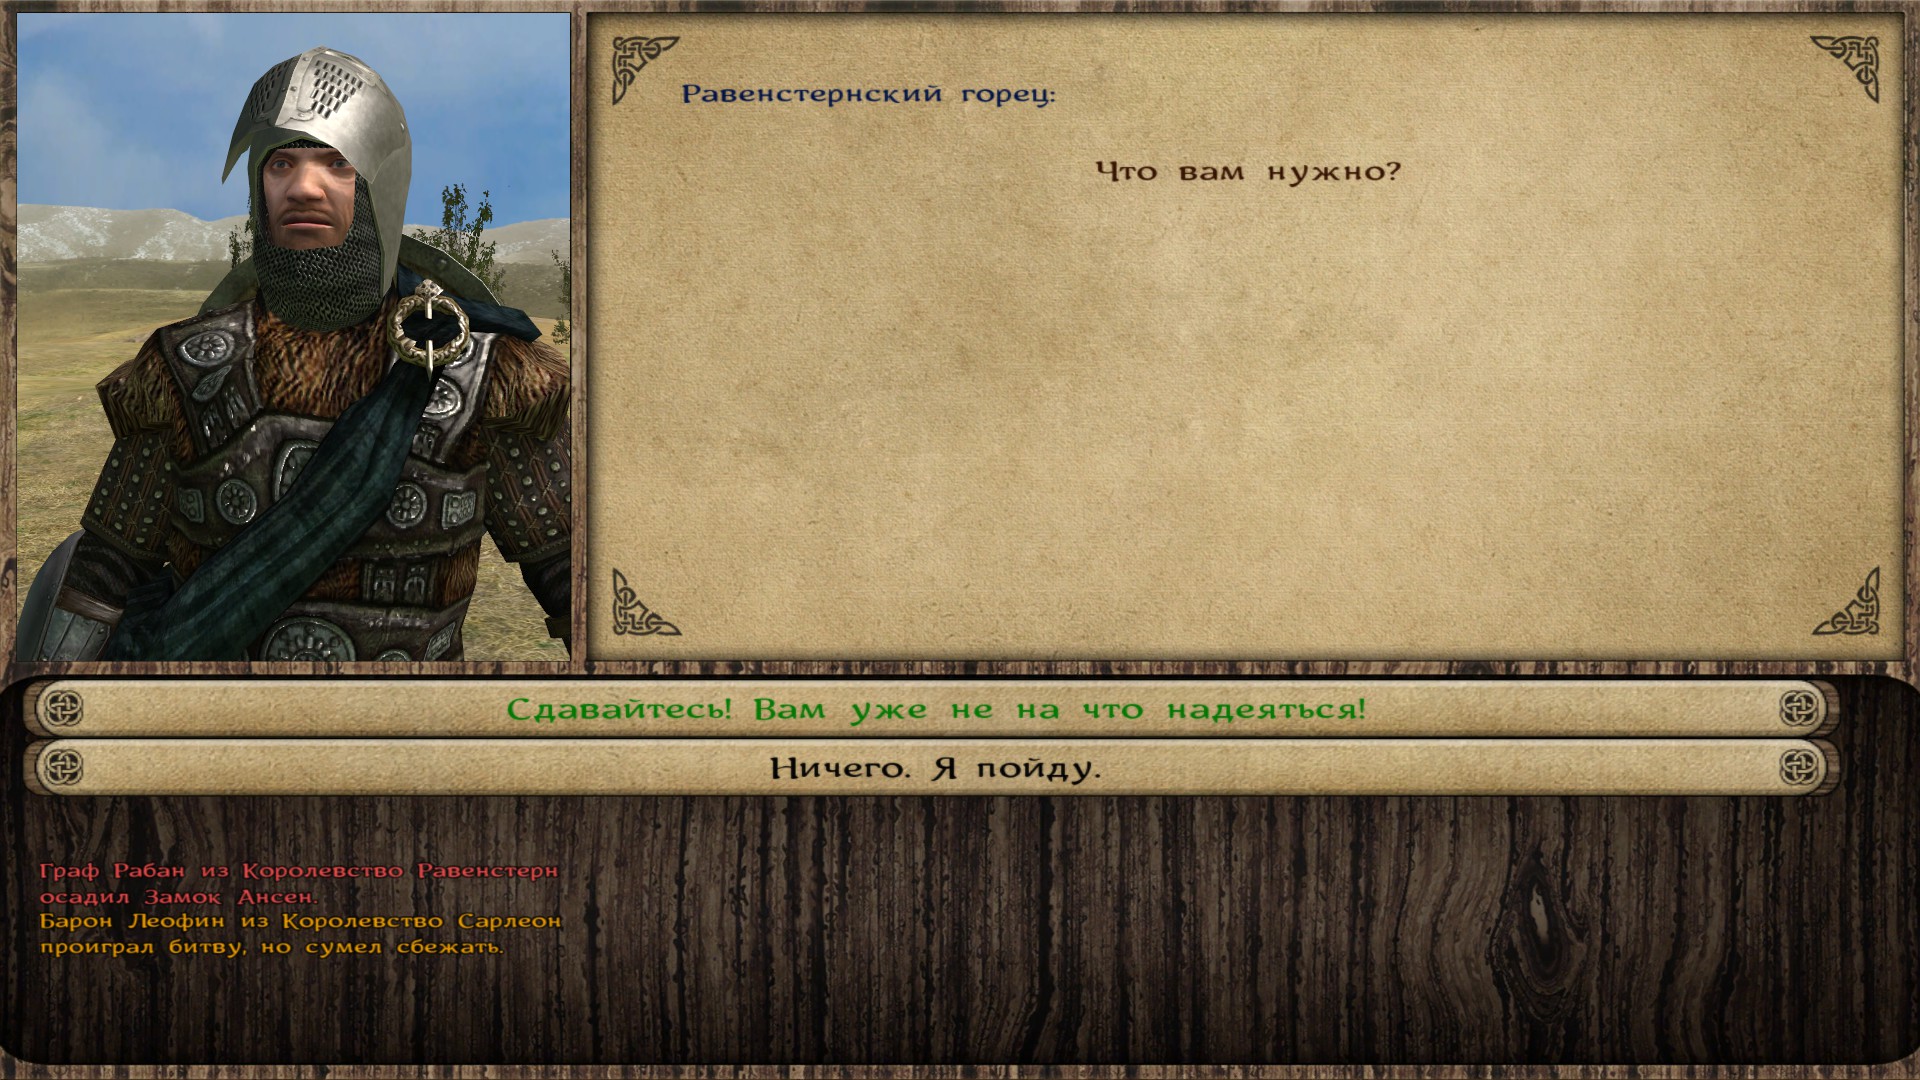 Равенстернский горец:
Что вам нужно?
Сдавайтесь! Вам уже не на что надеяться!
Ничего. Я пойду.
Граф Рабан из Королевство Равенстерн
осадил Замок Ансен.
Барон Леофин из Королевство Сарлеон
проиграл битву, но сумел сбежать.